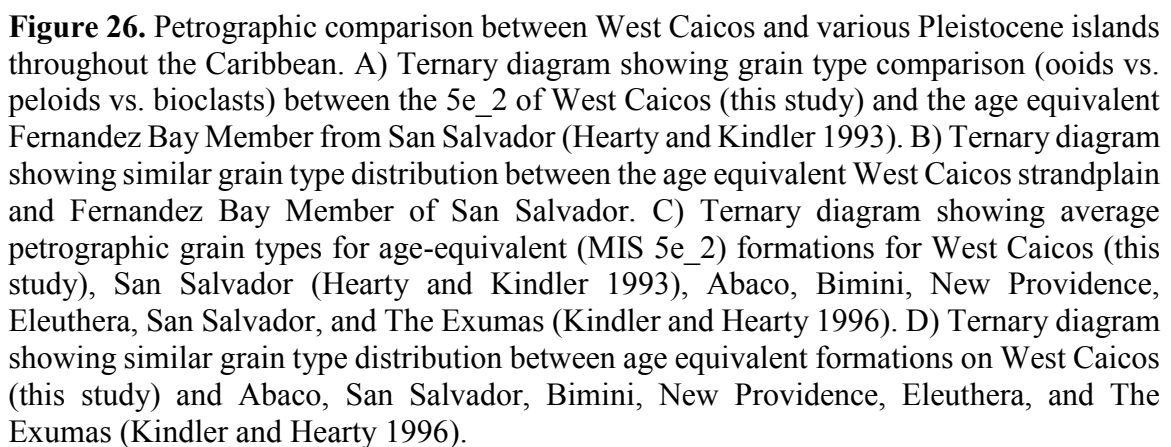 Figure 26. Petrographic comparison between West Caicos and various Pleistocene islands
throughout the Caribbean. A) Ternary diagram showing grain type comparison (ooids vs.
peloids vs. bioclasts) between the 5e_2 of West Caicos (this study) and the age equivalent
Fernandez Bay Member from San Salvador (Hearty and Kindler 1993). B) Ternary diagram
showing similar grain type distribution between the age equivalent West Caicos strandplain
and Fernandez Bay Member of San Salvador. C) Ternary diagram showing average
petrographic grain types for age-equivalent (MIS 5e_2) formations for West Caicos (this
study), San Salvador (Hearty and Kindler 1993), Abaco, Bimini, New Providence,
Eleuthera, San Salvador, and The Exumas (Kindler and Hearty 1996). D) Ternary diagram
showing similar grain type distribution between age equivalent formations on West Caicos
(this study) and Abaco, San Salvador, Bimini, New Providence, Eleuthera, and The
Exumas (Kindler and Hearty 1996).